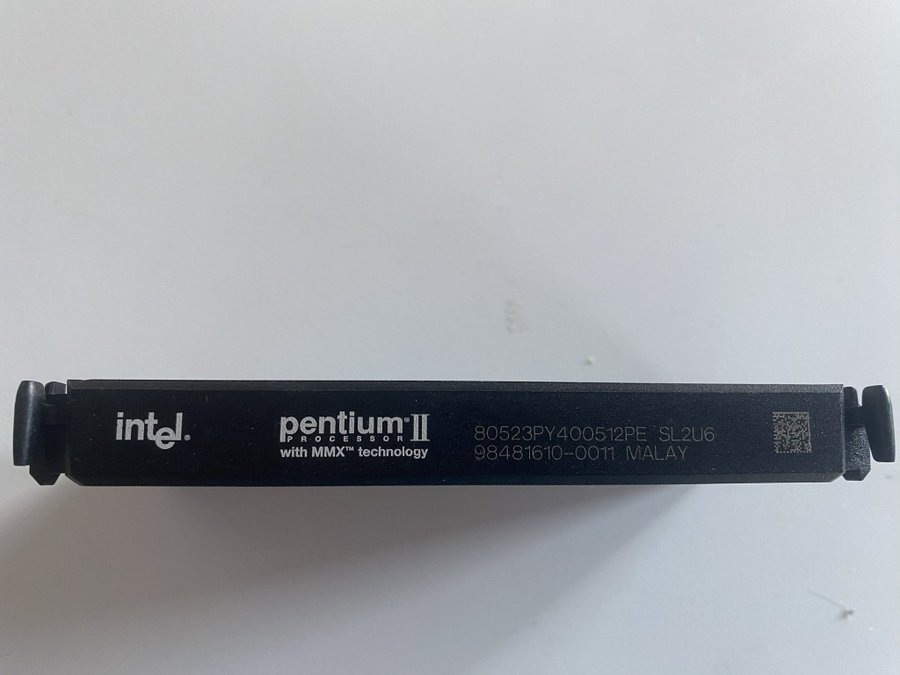 intel®
pentium® II
PROCESSOR
with MMX™ technology
80523PY400512PE SL2U6
98481610-0011 MALAY